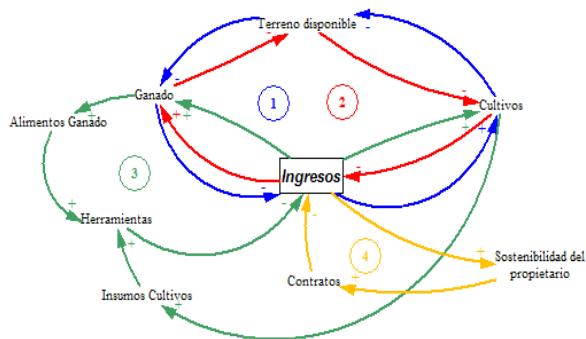 Terreno disponible
-
-
-
-
Ganado
1
2
Cultivos
+
+
+
+
+
+
Alimentos Ganado
3
Ingresos
-
-
-
-
-
+
Herramientas
+
4
+
Sostenibilidad del
propietario
Contratos
+
Insumos Cultivos
+